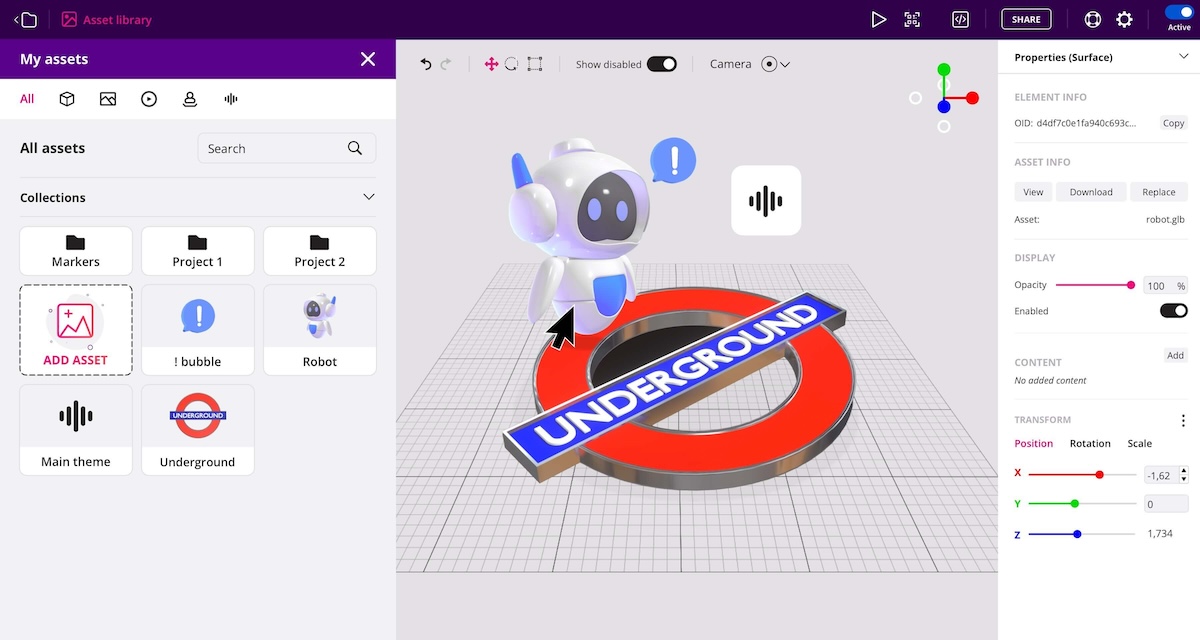 Asset library
SHARE
Active
My assets
All
All assets
Search
Collections
Markers
Project 1
Project 2
ADD ASSET
! bubble
Robot
UNDERGROUND
Main theme
Underground
Show disabled
Camera
!
UNDERGROUND
Properties (Surface)
ELEMENT INFO
OID: d4df7c0e1fa940c693c...
Copy
ASSET INFO
View
Download
Replace
Asset:
robot.glb
DISPLAY
Opacity
100 %
Enabled
Add
CONTENT
No added content
TRANSFORM
Position
Rotation
Scale
X
-1,62
Y
0
Z
1,734